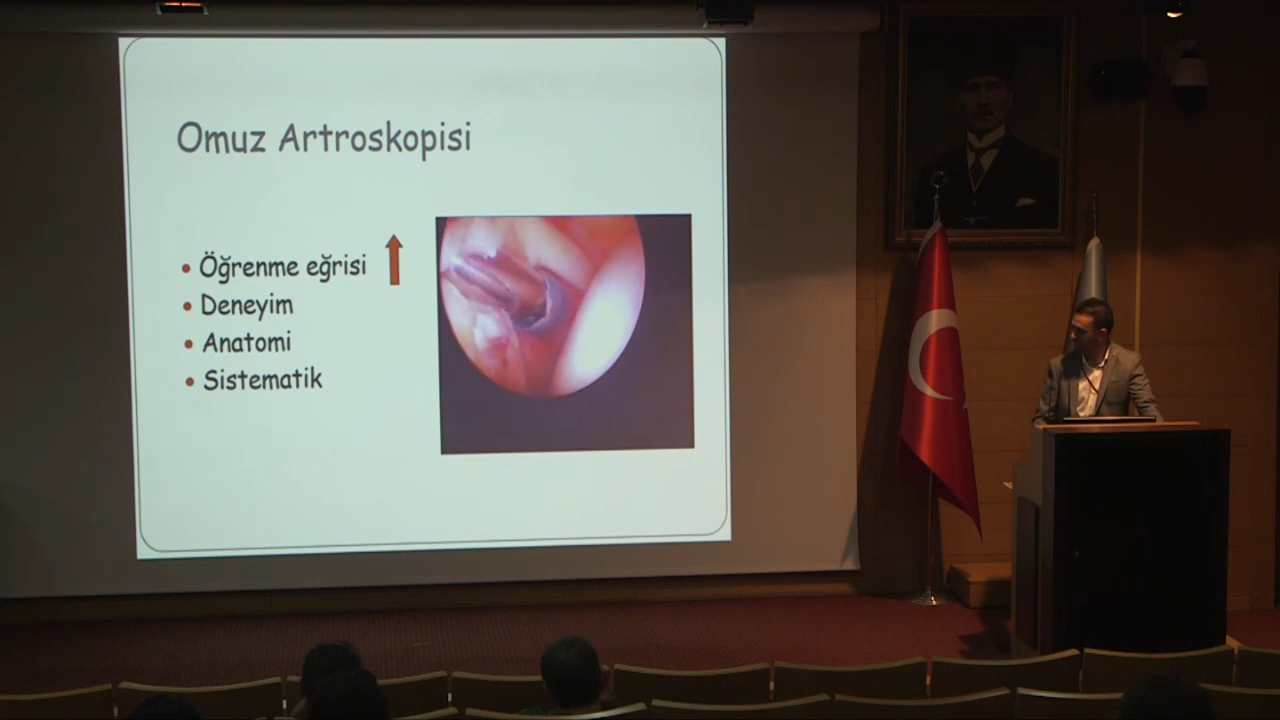 Omuz Artroskopisi
Öğrenme eğrisi
Deneyim
Anatomi
Sistematik